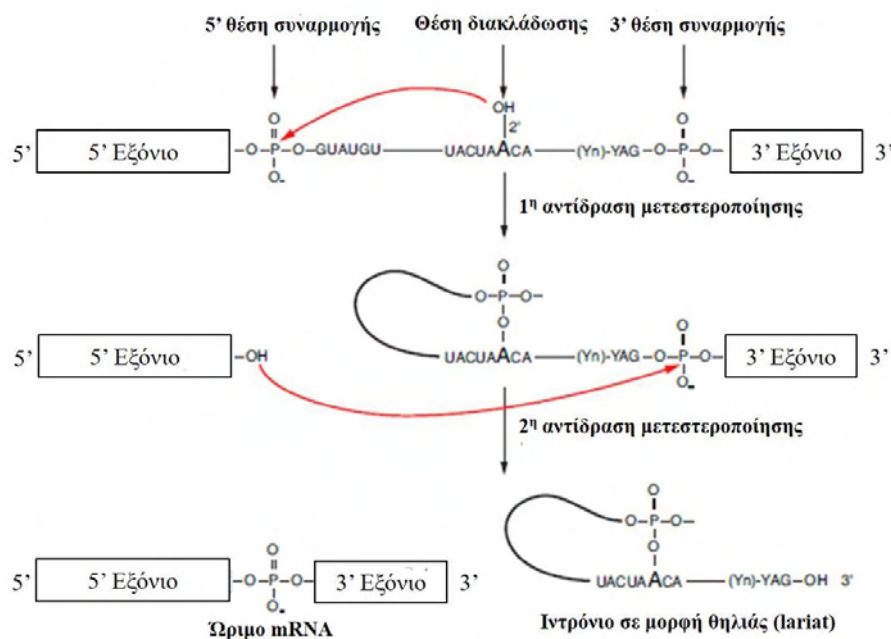 5’ θέση συναρμογής Θέση διακλάδωσης 3’ θέση συναρμογής
OH
2'
O O
5’ 5’ Εξόνιο –O–P–O–GUAUGU UACUAACA (Yn)-YAG–O–P–O– 3’ Εξόνιο 3’
O- O-
1η αντίδραση μετεστεροποίησης
O
O–P–O–
O
O
5’ 5’ Εξόνιο –OH UACUAACA (Yn)-YAG–O–P–O– 3’ Εξόνιο 3’
O-
2η αντίδραση μετεστεροποίησης
O
O–P–O–
O
O
5’ 5’ Εξόνιο –O–P–O– 3’ Εξόνιο 3’ UACUAACA (Yn)-YAG–OH 3'
O-
Ώριμο mRNA Ιντρόνιο σε μορφή θηλιάς (lariat)